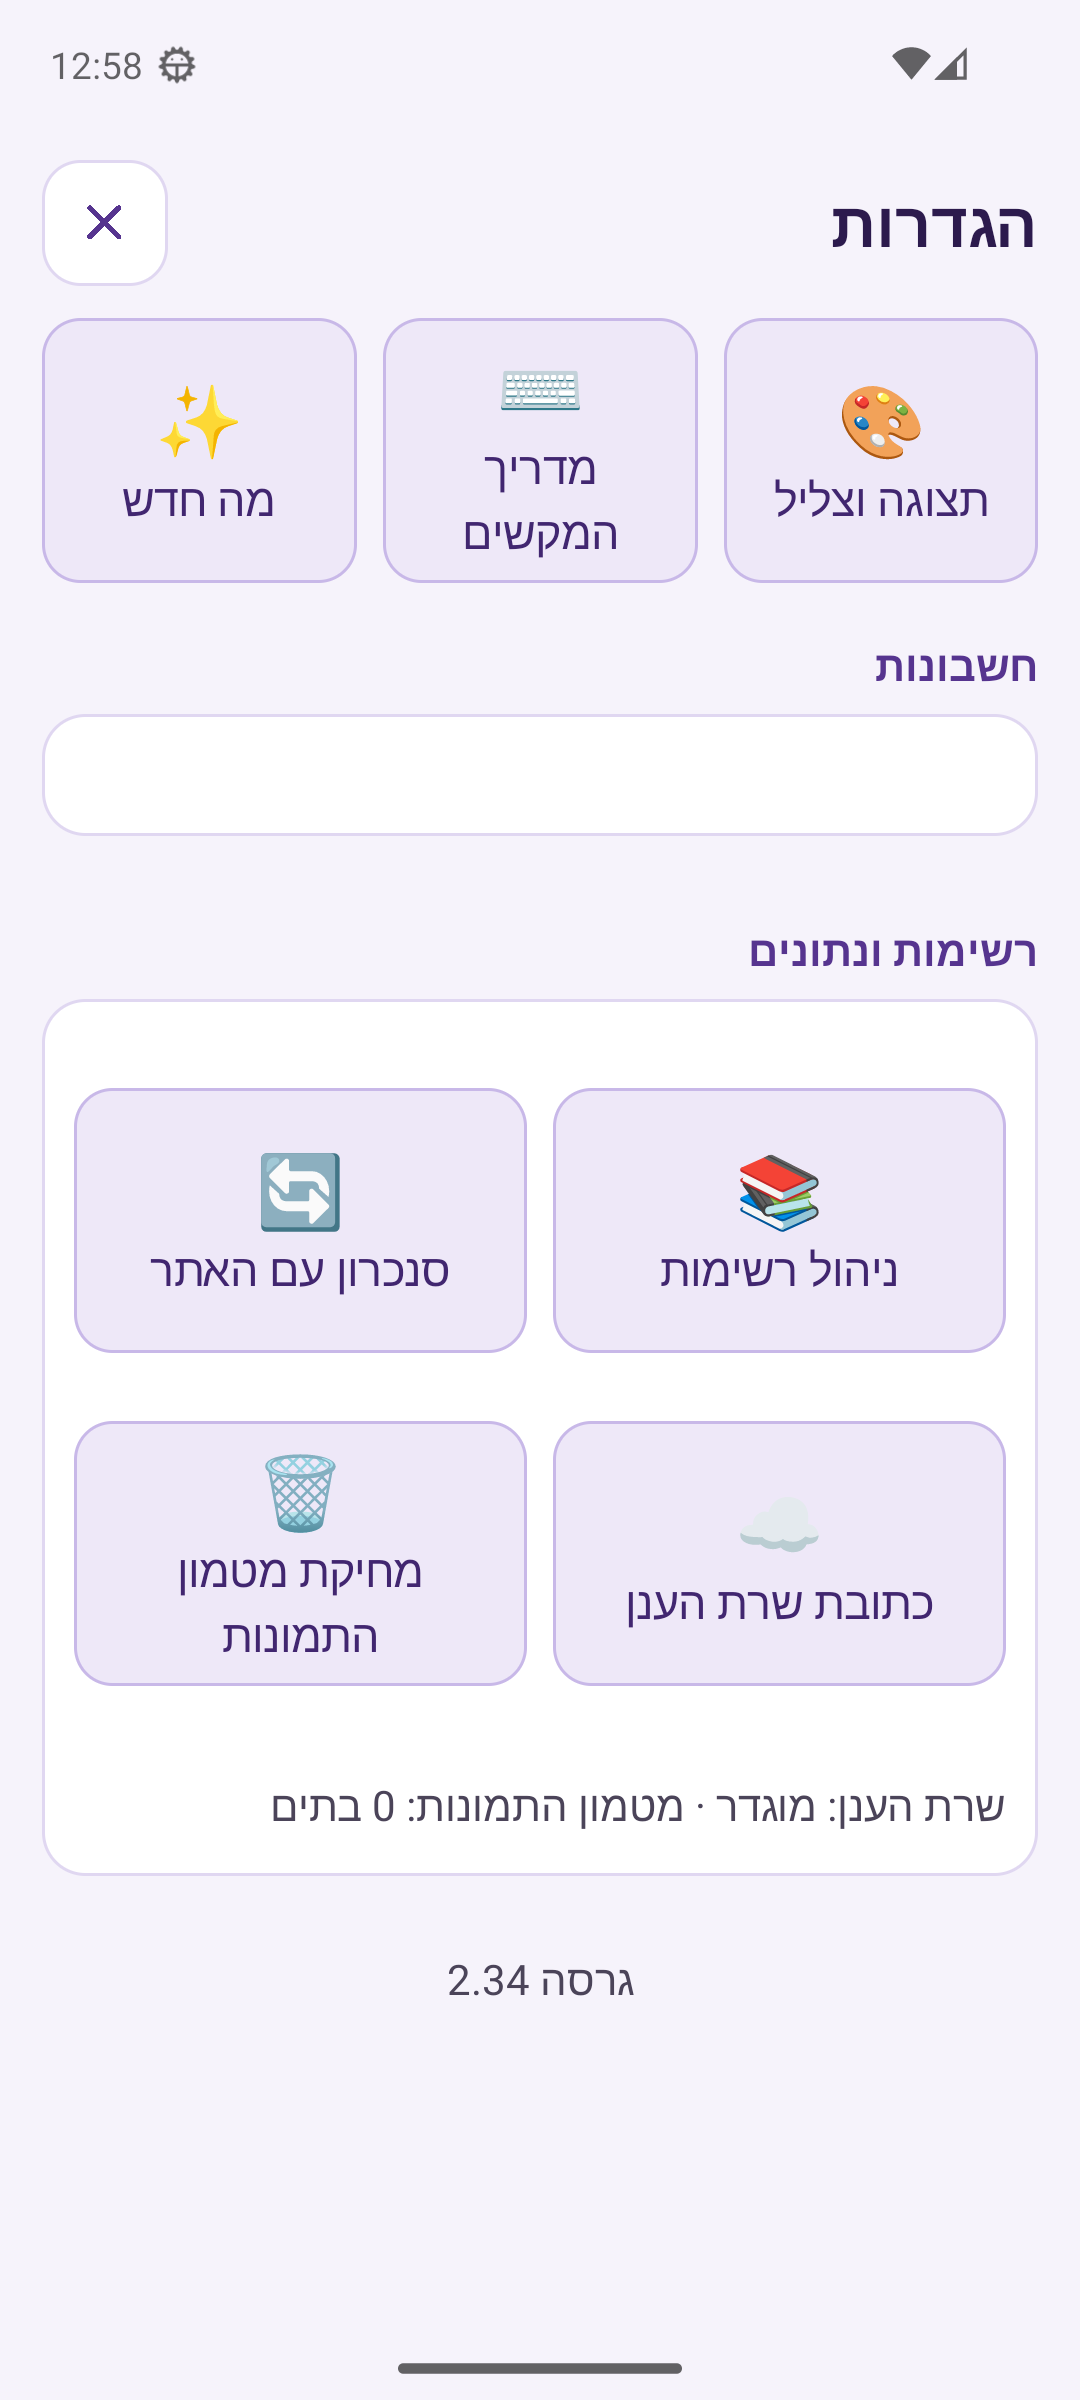 12:58
הגדרות
תצוגה וצליל
מדריך
המקשים
מה חדש
חשבונות
רשימות ונתונים
ניהול רשימות
סנכרון עם האתר
כתובת שרת הענן
מחיקת מטמון
התמונות
שרת הענן: מוגדר · מטמון התמונות: 0 בתים
גרסה 2.34